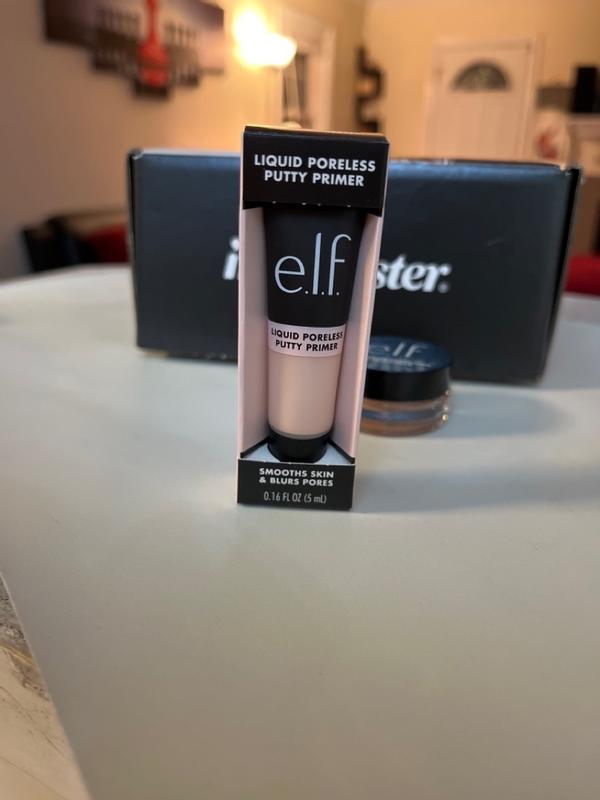 LIQUID PORELESS
PUTTY PRIMER
e.l.f.
LIQUID PORELESS
PUTTY PRIMER
SMOOTHS SKIN
& BLURS PORES
0.16 FL OZ (5 mL)
ster.
elf